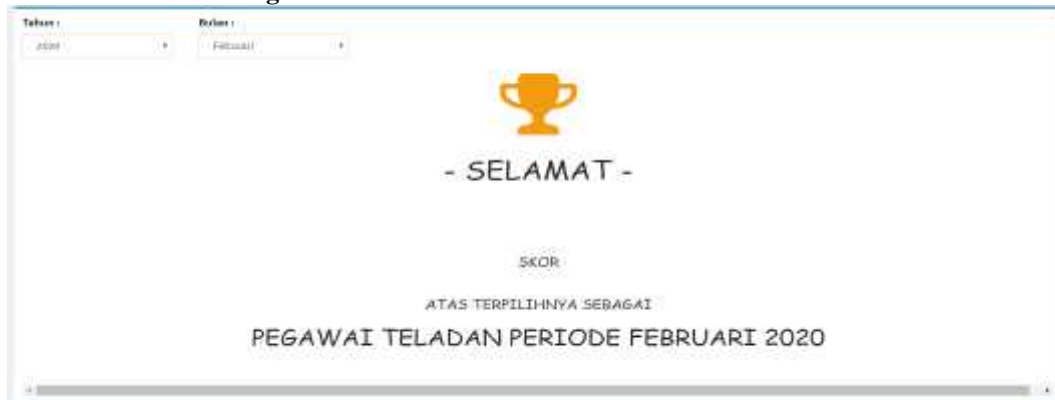 Tahun :
Bulan :
2020
Februari
- SELAMAT -
SKOR
ATAS TERPILIHNYA SEBAGAI
PEGAWAI TELADAN PERIODE FEBRUARI 2020